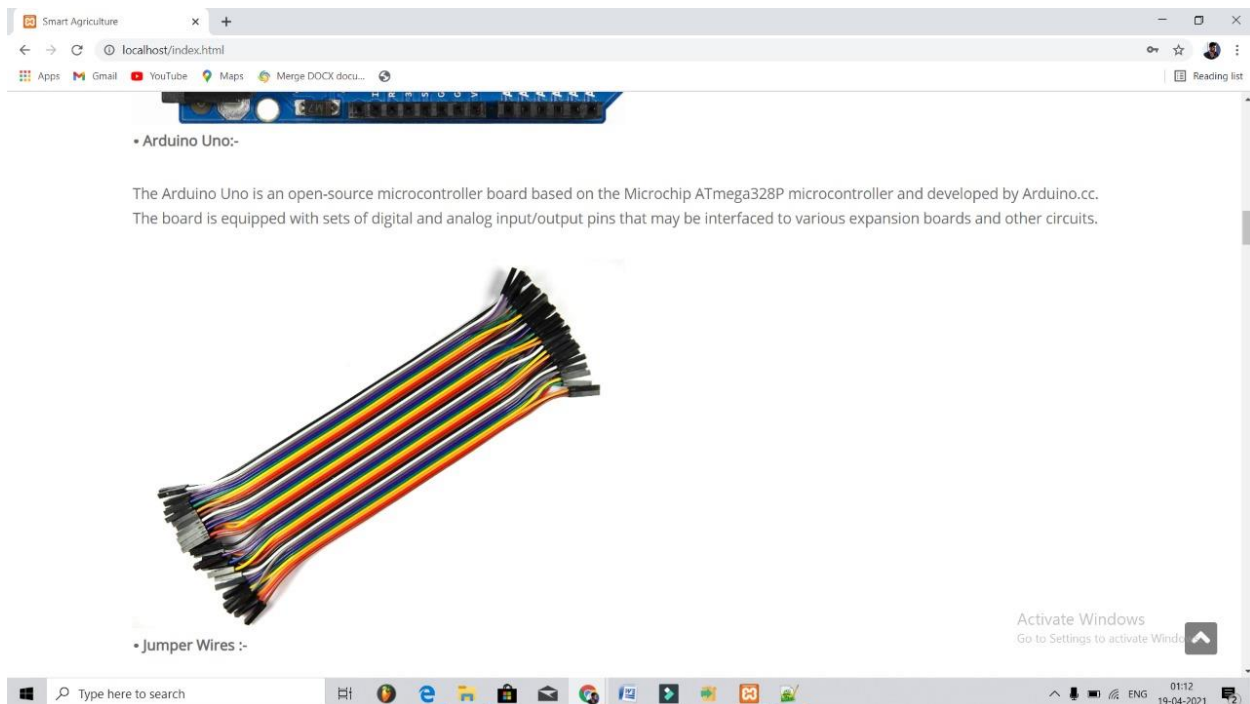 Smart Agriculture
localhost/index.html
Apps
Gmail
YouTube
Maps
Merge DOCX docu...
Reading list
• Arduino Uno:-
The Arduino Uno is an open-source microcontroller board based on the Microchip ATmega328P microcontroller and developed by Arduino.cc.
The board is equipped with sets of digital and analog input/output pins that may be interfaced to various expansion boards and other circuits.
• Jumper Wires :-
Activate Windows
Go to Settings to activate Windo
Type here to search
ENG
01:12
19-04-2021
2